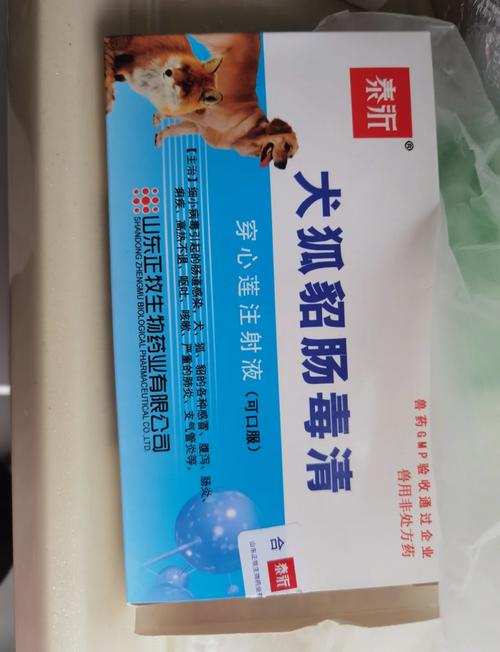 泰沂®
犬狐貂肠毒清
穿心莲注射液（可口服）
【主治】细小病毒引起的肠道感染，犬、狐、貂的各种感冒、腹泻、肠炎、
痢疾、高热不退、呕吐、咳嗽、严重的肺炎、支气管炎等。
山东正牧生物药业有限公司
SHANDONG ZHENGMU BIOLOGICAL PHARMACEUTICAL CO.,LTD.
兽药GMP验收通过企业
兽用非处方药
合
泰沂